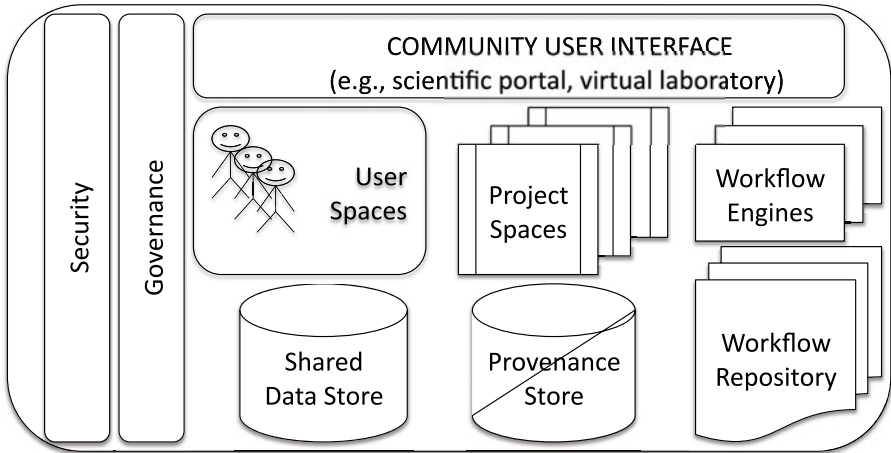 COMMUNITY USER INTERFACE
(e.g., scientific portal, virtual laboratory)
Security
Governance
User
Spaces
Project
Spaces
Workflow
Engines
Shared
Data Store
Provenance
Store
Workflow
Repository